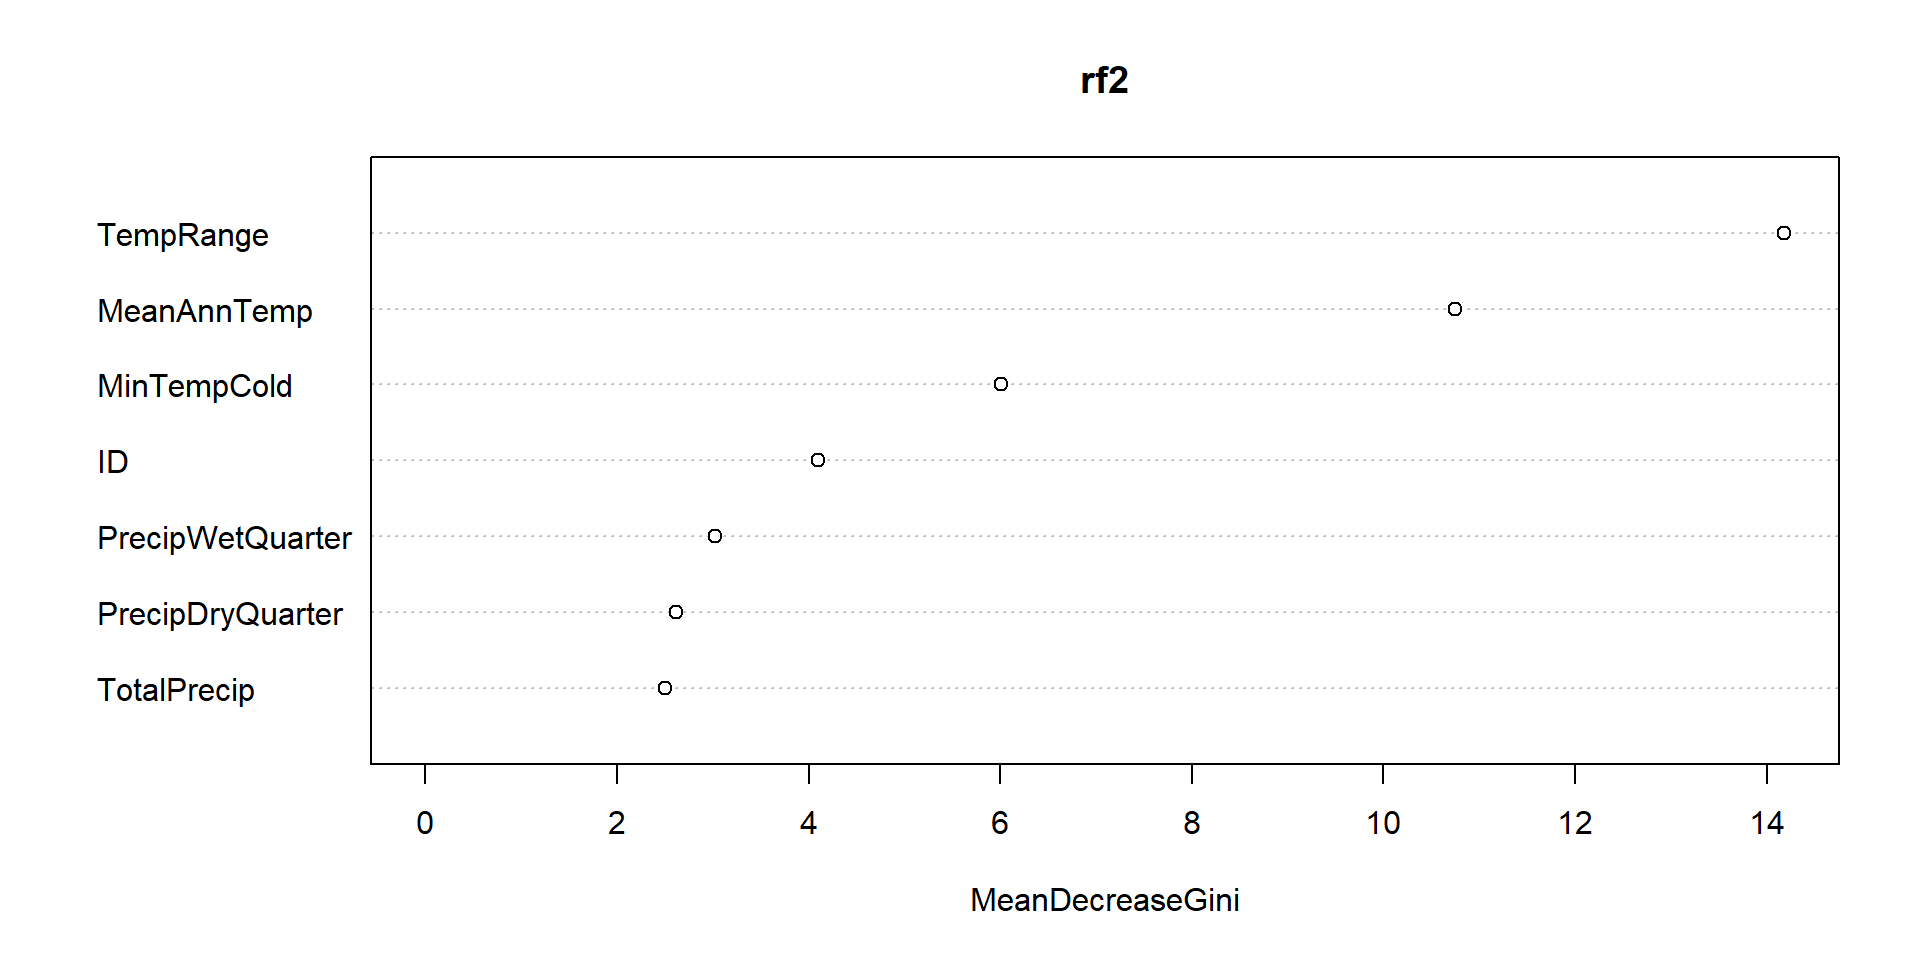 rf2
TempRange
MeanAnnTemp
MinTempCold
ID
PrecipWetQuarter
PrecipDryQuarter
TotalPrecip
0 2 4 6 8 10 12 14
MeanDecreaseGini